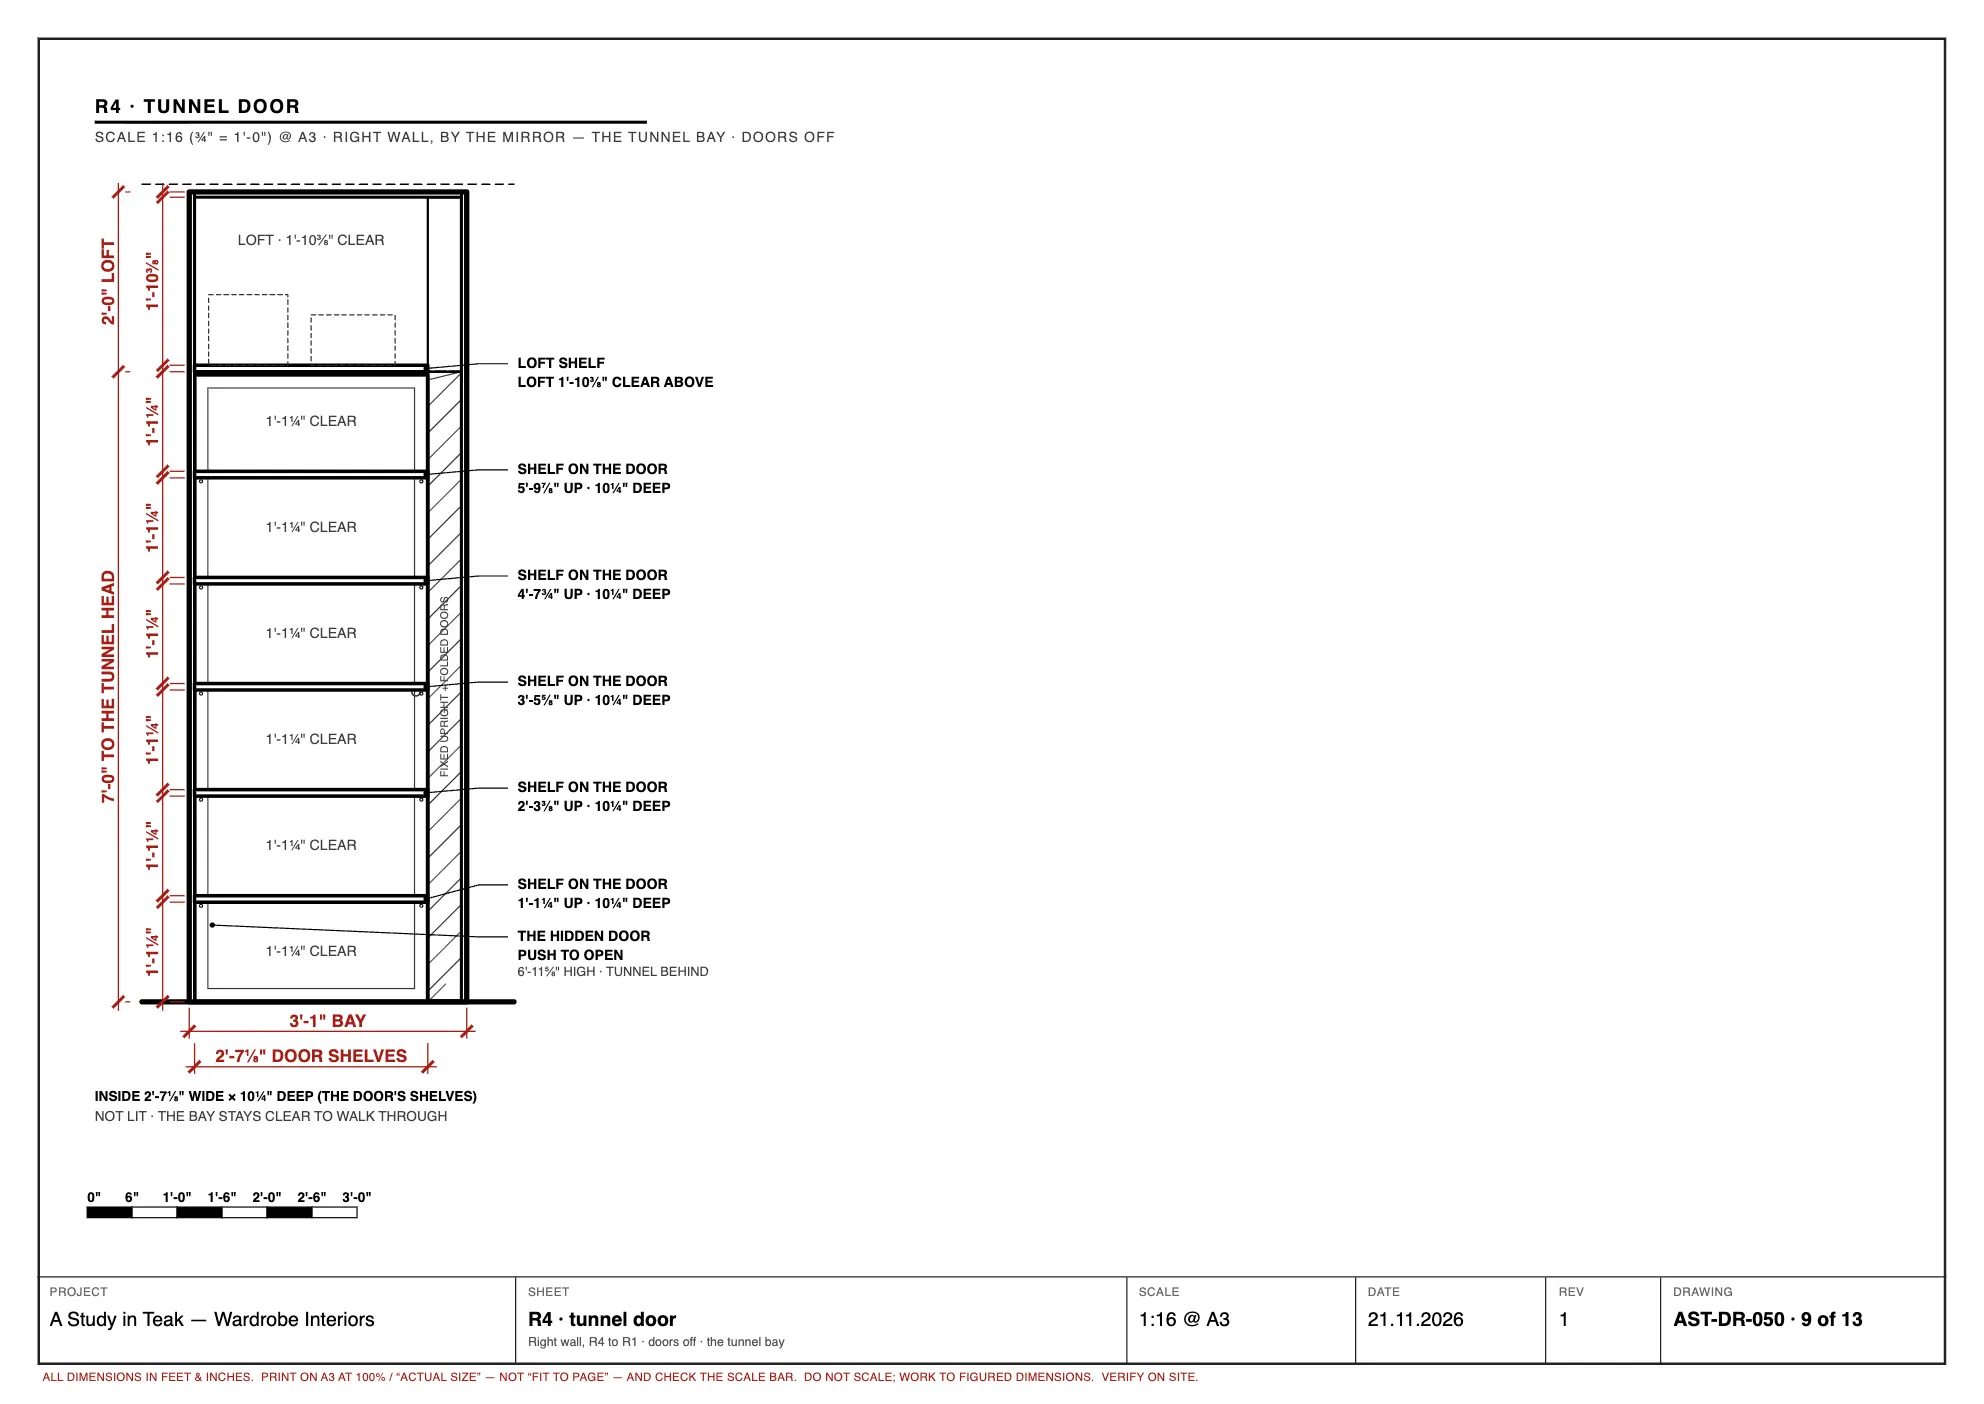 R4 · TUNNEL DOOR
SCALE 1:16 (¾" = 1'-0") @ A3 · RIGHT WALL, BY THE MIRROR — THE TUNNEL BAY · DOORS OFF
2'-0" LOFT
7'-0" TO THE TUNNEL HEAD
1'-10⅜"
1'-1¼"
1'-1¼"
1'-1¼"
1'-1¼"
1'-1¼"
1'-1¼"
LOFT · 1'-10⅜" CLEAR
1'-1¼" CLEAR
1'-1¼" CLEAR
1'-1¼" CLEAR
1'-1¼" CLEAR
1'-1¼" CLEAR
1'-1¼" CLEAR
FIXED UPRIGHT + FOLDED DOORS
LOFT SHELF
LOFT 1'-10⅜" CLEAR ABOVE
SHELF ON THE DOOR
5'-9⅞" UP · 10¼" DEEP
SHELF ON THE DOOR
4'-7¾" UP · 10¼" DEEP
SHELF ON THE DOOR
3'-5⅝" UP · 10¼" DEEP
SHELF ON THE DOOR
2'-3⅜" UP · 10¼" DEEP
SHELF ON THE DOOR
1'-1¼" UP · 10¼" DEEP
THE HIDDEN DOOR
PUSH TO OPEN
6'-11⅝" HIGH · TUNNEL BEHIND
3'-1" BAY
2'-7⅛" DOOR SHELVES
INSIDE 2'-7⅛" WIDE × 10¼" DEEP (THE DOOR'S SHELVES)
NOT LIT · THE BAY STAYS CLEAR TO WALK THROUGH
0" 6" 1'-0" 1'-6" 2'-0" 2'-6" 3'-0"
PROJECT
A Study in Teak — Wardrobe Interiors
SHEET
R4 · tunnel door
Right wall, R4 to R1 · doors off · the tunnel bay
SCALE
1:16 @ A3
DATE
21.11.2026
REV
1
DRAWING
AST-DR-050 · 9 of 13
ALL DIMENSIONS IN FEET & INCHES. PRINT ON A3 AT 100% / “ACTUAL SIZE” — NOT “FIT TO PAGE” — AND CHECK THE SCALE BAR. DO NOT SCALE; WORK TO FIGURED DIMENSIONS. VERIFY ON SITE.